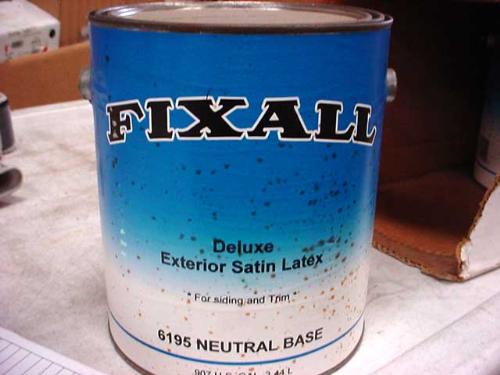 FIXALL
Deluxe
Exterior Satin Latex
* For siding and Trim *
6195 NEUTRAL BASE